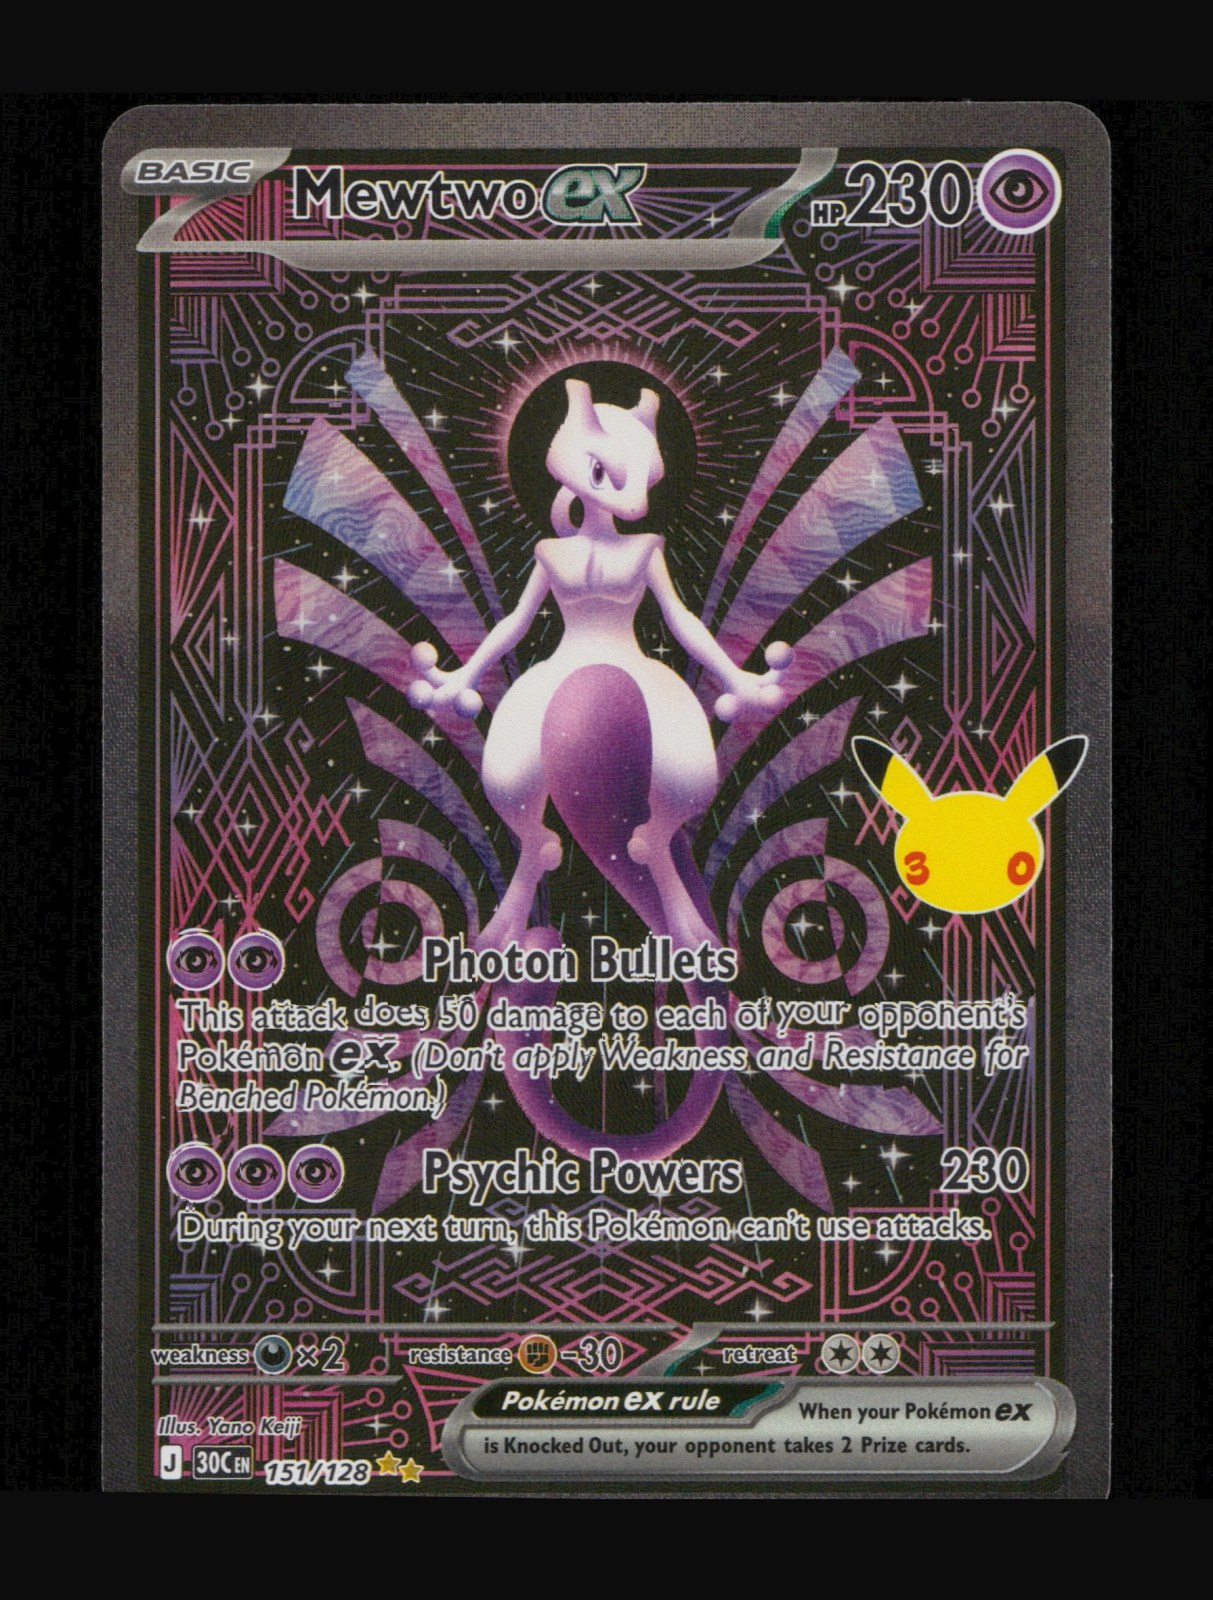 BASIC
Mewtwo ex
HP 230
3 0
Photon Bullets
This attack does 50 damage to each of your opponent's
Pokémon ex. (Don't apply Weakness and Resistance for
Benched Pokémon.)
Psychic Powers 230
During your next turn, this Pokémon can't use attacks.
weakness ×2 resistance -30 retreat
Illus. Yano Keiji
Pokémon ex rule
When your Pokémon ex
is Knocked Out, your opponent takes 2 Prize cards.
J 30C EN 151/128